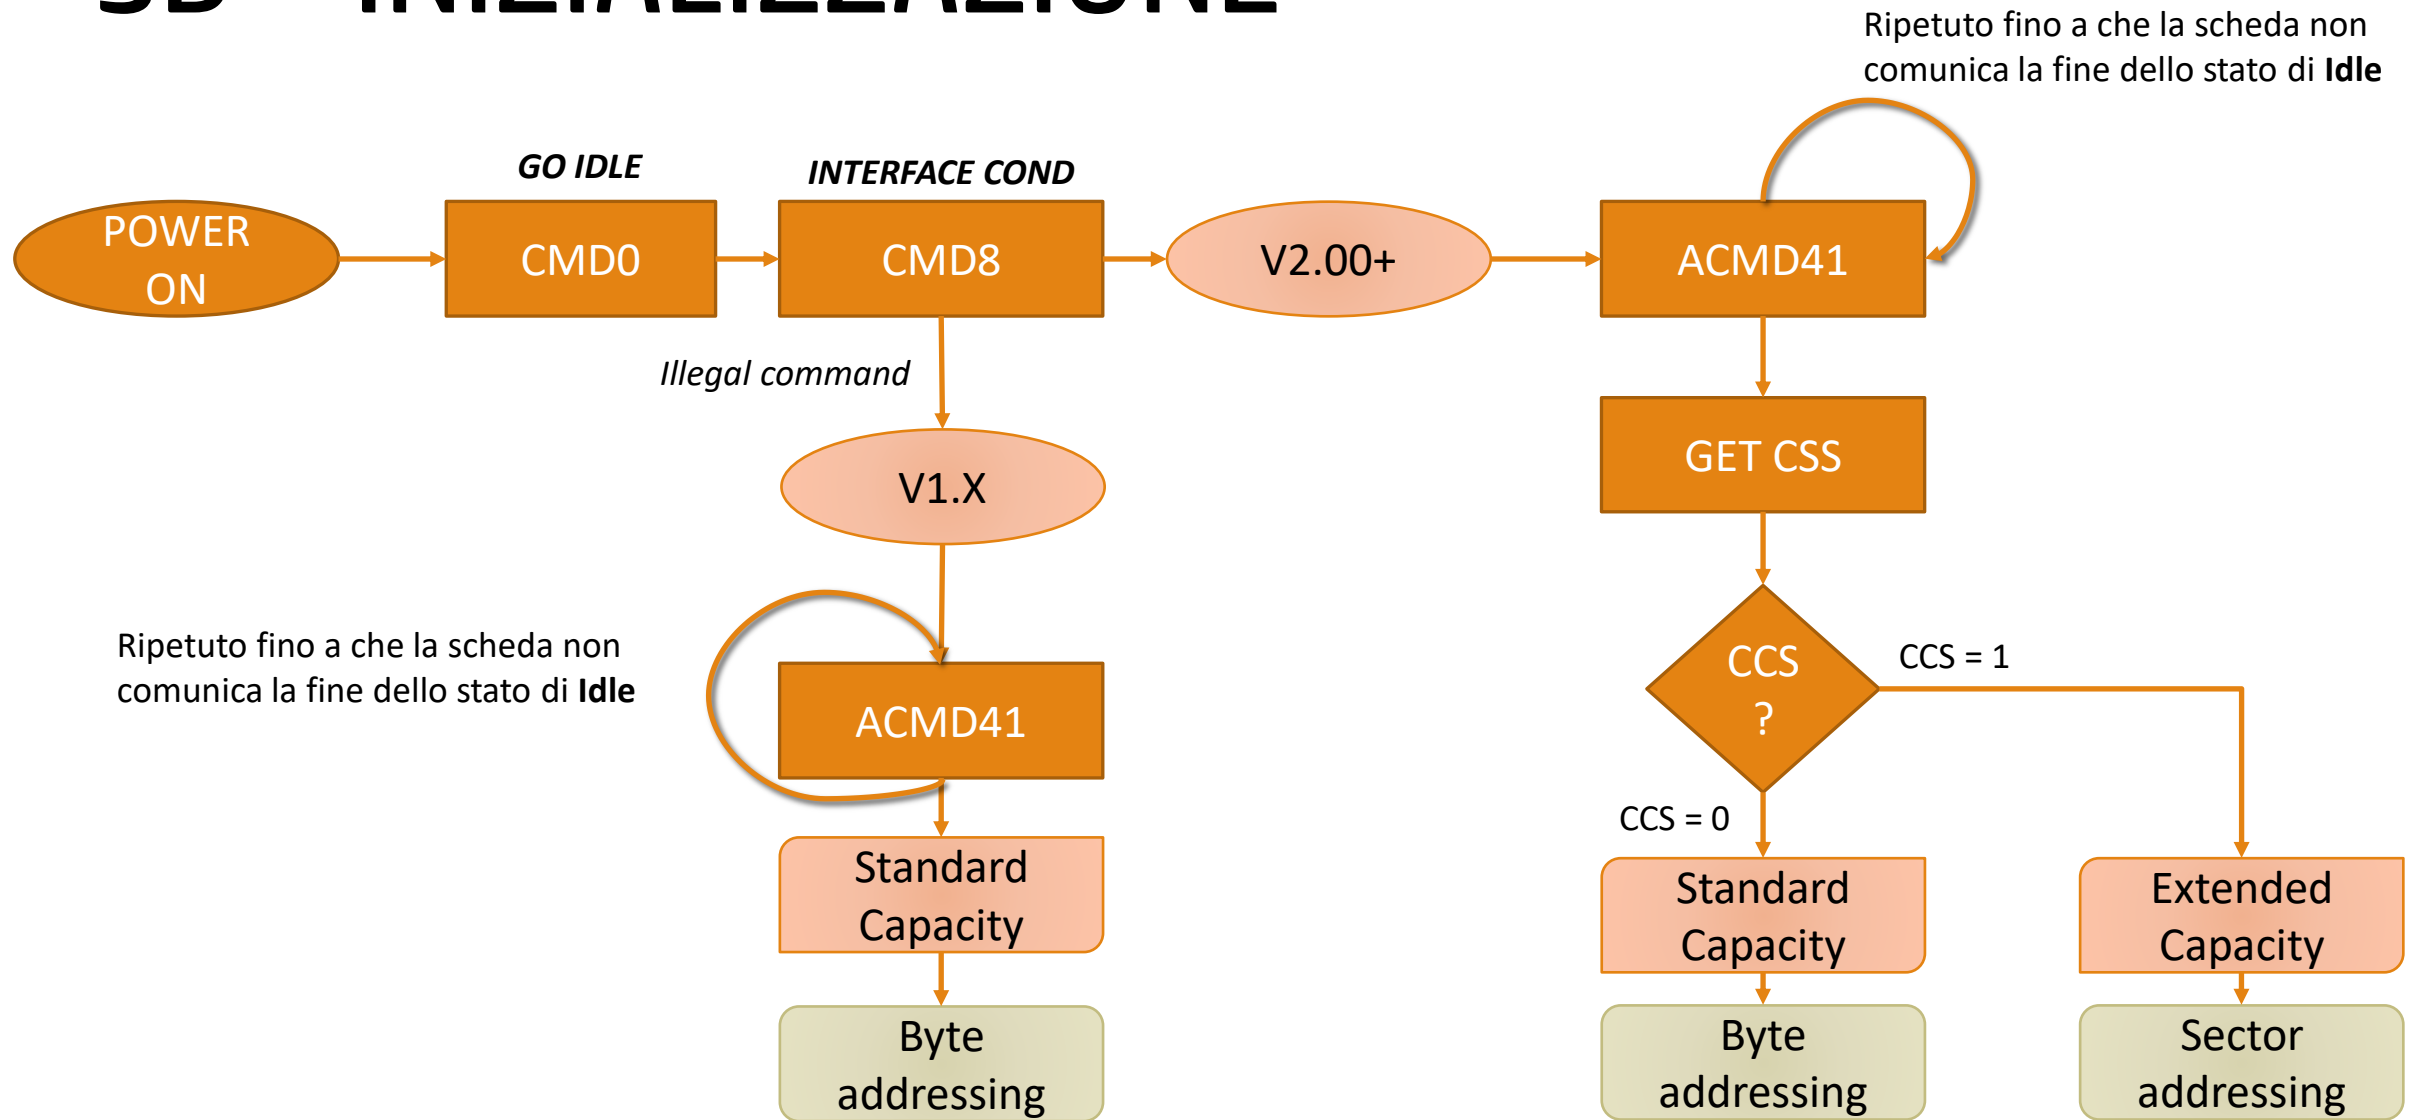 SD - INIZIALIZZAZIONE
Ripetuto fino a che la scheda non
comunica la fine dello stato di Idle
GO IDLE
INTERFACE COND
POWER
ON
CMD0
CMD8
V2.00+
ACMD41
Illegal command
GET CSS
V1.X
Ripetuto fino a che la scheda non
comunica la fine dello stato di Idle
ACMD41
CCS
?
CCS = 1
CCS = 0
Standard
Capacity
Standard
Capacity
Extended
Capacity
Byte
addressing
Byte
addressing
Sector
addressing